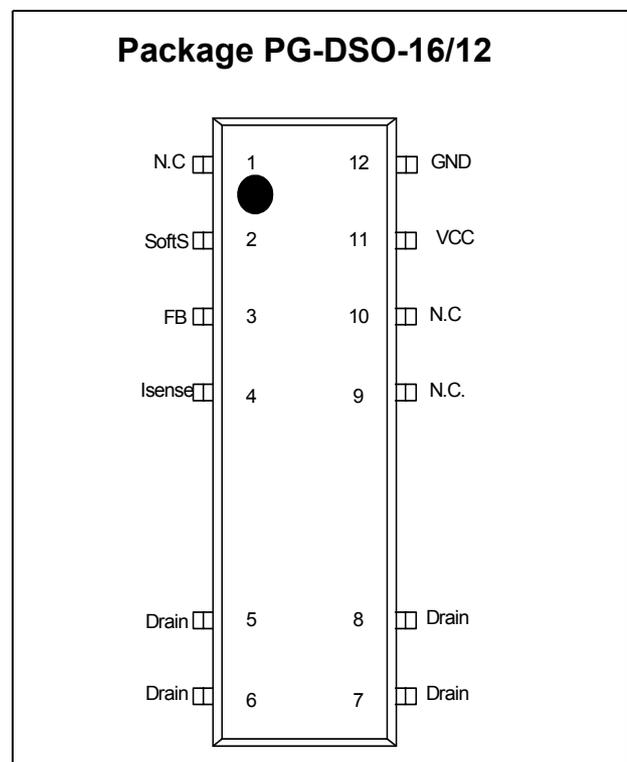 Package PG-DSO-16/12
N.C 1 12 GND
SoftS 2 11 VCC
FB 3 10 N.C
Isense 4 9 N.C.
Drain 5 8 Drain
Drain 6 7 Drain